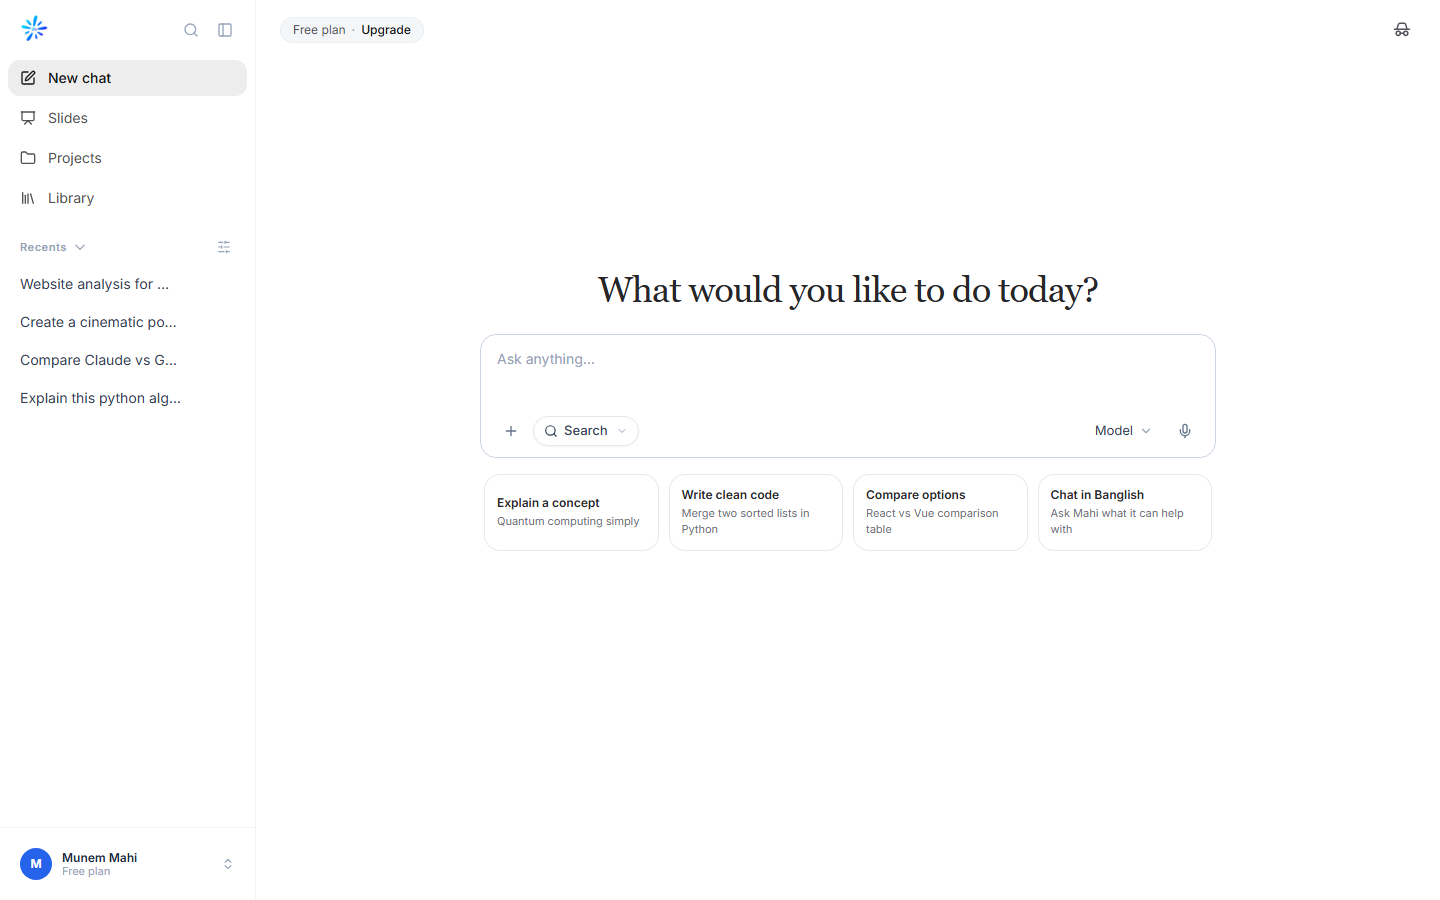 Free plan · Upgrade
New chat
Slides
Projects
Library
Recents
Website analysis for ...
Create a cinematic po...
Compare Claude vs G...
Explain this python alg...
What would you like to do today?
Ask anything...
Search
Model
Explain a concept
Quantum computing simply
Write clean code
Merge two sorted lists in
Python
Compare options
React vs Vue comparison
table
Chat in Banglish
Ask Mahi what it can help
with
M
Munem Mahi
Free plan